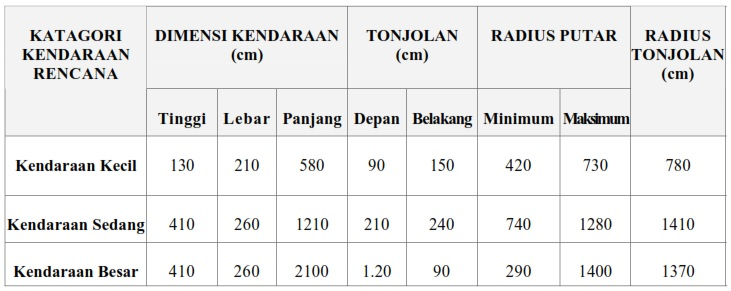 KATAGORI KENDARAAN RENCANA | DIMENSI KENDARAAN (cm) | TONJOLAN (cm) | RADIUS PUTAR | RADIUS TONJOLAN (cm)
Tinggi | Lebar | Panjang | Depan | Belakang | Minimum | Maksimum
Kendaraan Kecil | 130 | 210 | 580 | 90 | 150 | 420 | 730 | 780
Kendaraan Sedang | 410 | 260 | 1210 | 210 | 240 | 740 | 1280 | 1410
Kendaraan Besar | 410 | 260 | 2100 | 1.20 | 90 | 290 | 1400 | 1370